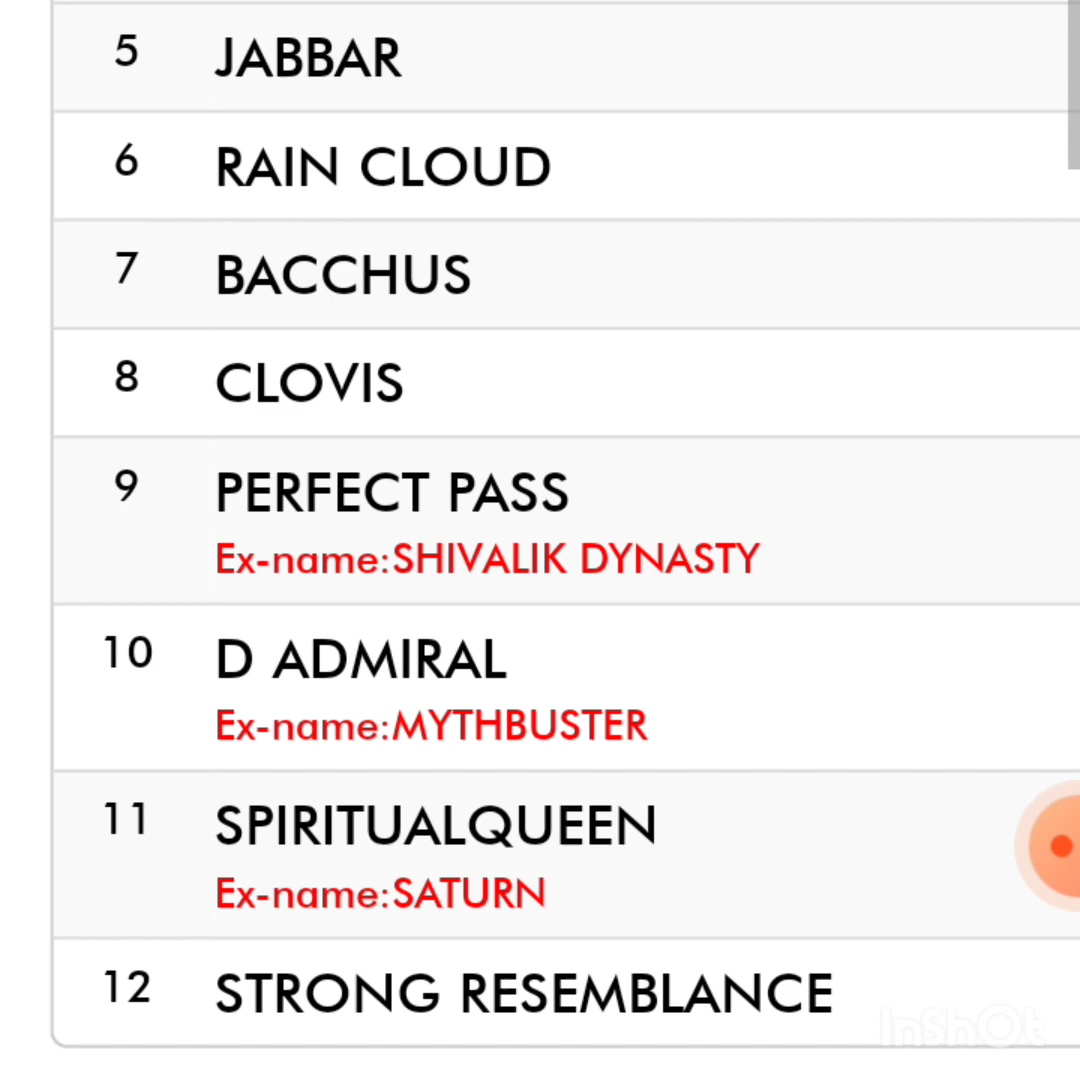 5 JABBAR
6 RAIN CLOUD
7 BACCHUS
8 CLOVIS
9 PERFECT PASS
Ex-name:SHIVALIK DYNASTY
10 D ADMIRAL
Ex-name:MYTHBUSTER
11 SPIRITUALQUEEN
Ex-name:SATURN
12 STRONG RESEMBLANCE
InShOt